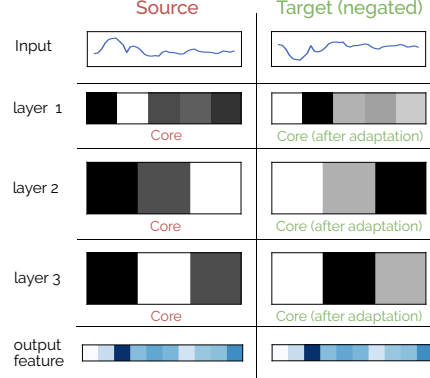 Source Target (negated)
Input
layer 1
Core Core (after adaptation)
layer 2
Core Core (after adaptation)
layer 3
Core Core (after adaptation)
output
feature